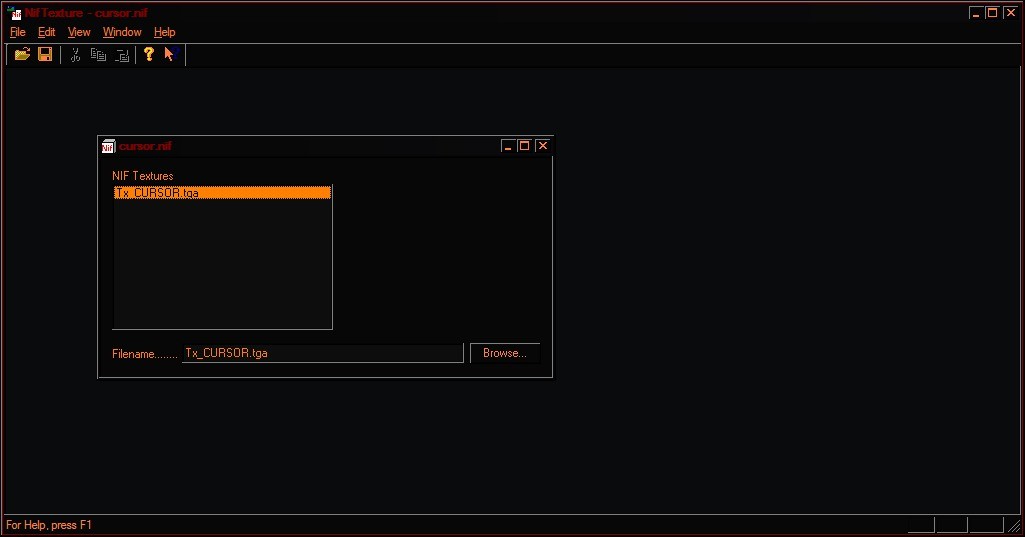 NifTexture - cursor.nif
File Edit View Window Help
Nif cursor.nif
NIF Textures
Tx_CURSOR.tga
Filename........ Tx_CURSOR.tga Browse...
For Help, press F1